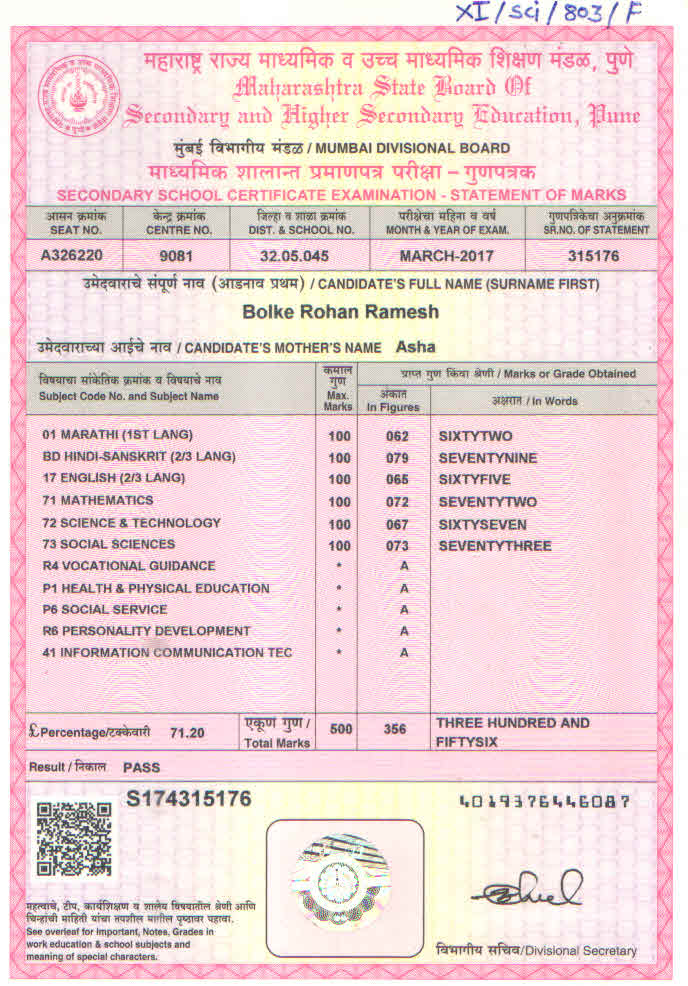 XI/sci/803/F
महाराष्ट्र राज्य माध्यमिक व उच्च माध्यमिक शिक्षण मंडळ, पुणे
Maharashtra State Board Of
Secondary and Higher Secondary Education, Pune
मुंबई विभागीय मंडळ / MUMBAI DIVISIONAL BOARD
माध्यमिक शालान्त प्रमाणपत्र परीक्षा – गुणपत्रक
SECONDARY SCHOOL CERTIFICATE EXAMINATION - STATEMENT OF MARKS
आसन क्रमांक केन्द्र क्रमांक जिल्हा व शाळा क्रमांक परीक्षेचा महिना व वर्ष गुणपत्रिकेचा अनुक्रमांक
SEAT NO. CENTRE NO. DIST. & SCHOOL NO. MONTH & YEAR OF EXAM. SR.NO. OF STATEMENT
A326220 9081 32.05.045 MARCH-2017 315176
उमेदवाराचे संपूर्ण नाव (आडनाव प्रथम) / CANDIDATE'S FULL NAME (SURNAME FIRST)
Bolke Rohan Ramesh
उमेदवाराच्या आईचे नाव / CANDIDATE'S MOTHER'S NAME Asha
विषयाचा सांकेतिक क्रमांक व विषयाचे नाव
Subject Code No. and Subject Name
कमाल
गुण
Max.
Marks
प्राप्त गुण किंवा श्रेणी / Marks or Grade Obtained
अंकात
In Figures
अक्षरात / In Words
01 MARATHI (1ST LANG) 100 062 SIXTYTWO
BD HINDI-SANSKRIT (2/3 LANG) 100 079 SEVENTYNINE
17 ENGLISH (2/3 LANG) 100 065 SIXTYFIVE
71 MATHEMATICS 100 072 SEVENTYTWO
72 SCIENCE & TECHNOLOGY 100 067 SIXTYSEVEN
73 SOCIAL SCIENCES 100 073 SEVENTYTHREE
R4 VOCATIONAL GUIDANCE * A
P1 HEALTH & PHYSICAL EDUCATION * A
P6 SOCIAL SERVICE * A
R6 PERSONALITY DEVELOPMENT * A
41 INFORMATION COMMUNICATION TEC * A
£ Percentage/टक्केवारी 71.20
एकूण गुण /
Total Marks
500 356
THREE HUNDRED AND
FIFTYSIX
Result / निकाल PASS
S174315176
4019376446087
महत्वाचे, टीप, कार्यशिक्षण व शालेय विषयातील श्रेणी आणि
चिन्हांची माहिती यांचा तपशील मागील पृष्ठावर पहावा.
See overleaf for Important, Notes, Grades in
work education & school subjects and
meaning of special characters.
विभागीय सचिव/Divisional Secretary